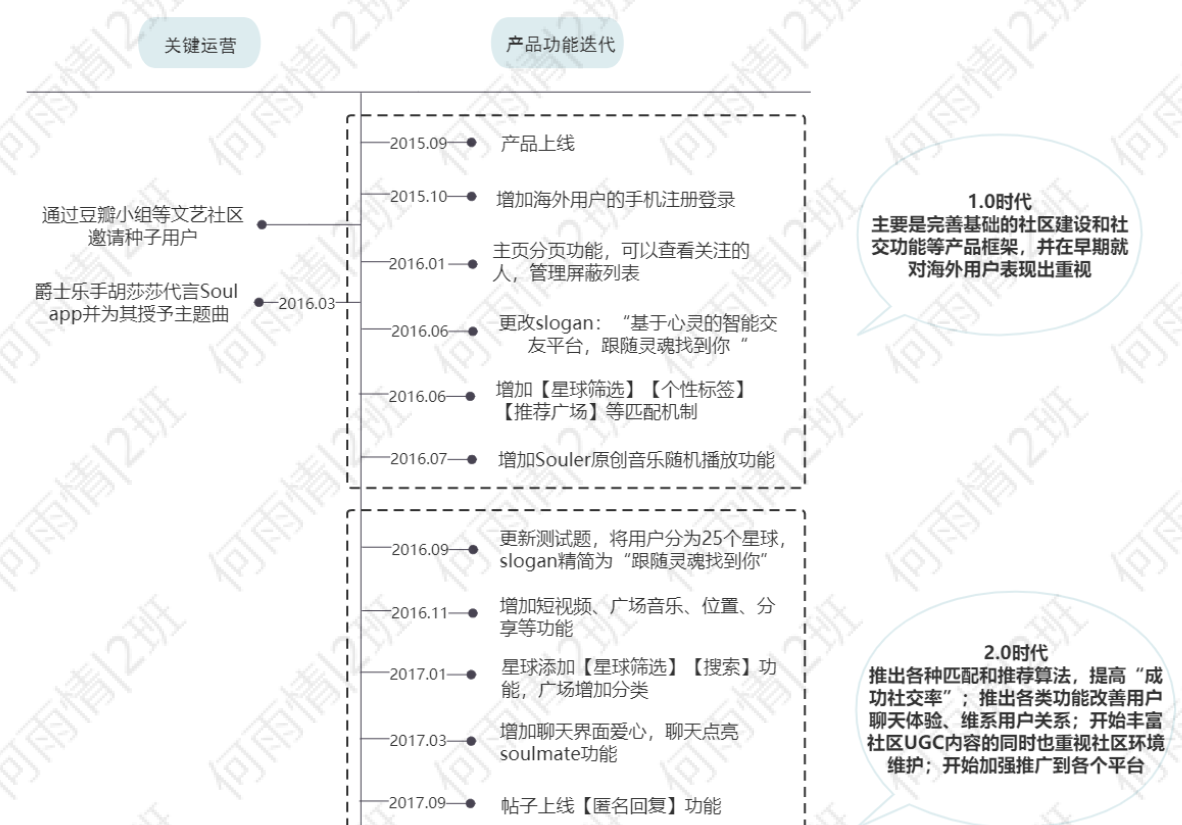 关键运营
产品功能迭代
2015.09
产品上线
2015.10
增加海外用户的手机注册登录
通过豆瓣小组等文艺社区
邀请种子用户
2016.01
主页分页功能，可以查看关注的
人，管理屏蔽列表
爵士乐手胡莎莎代言Soul
app并为其授予主题曲
2016.03
2016.06
更改slogan：“基于心灵的智能交
友平台，跟随灵魂找到你“
2016.06
增加【星球筛选】【个性标签】
【推荐广场】等匹配机制
2016.07
增加Souler原创音乐随机播放功能
1.0时代
主要是完善基础的社区建设和社
交功能等产品框架，并在早期就
对海外用户表现出重视
2016.09
更新测试题，将用户分为25个星球，
slogan精简为“跟随灵魂找到你”
2016.11
增加短视频、广场音乐、位置、分
享等功能
2017.01
星球添加【星球筛选】【搜索】功
能，广场增加分类
2017.03
增加聊天界面爱心，聊天点亮
soulmate功能
2017.09
帖子上线【匿名回复】功能
2.0时代
推出各种匹配和推荐算法，提高“成
功社交率”；推出各类功能改善用户
聊天体验、维系用户关系；开始丰富
社区UGC内容的同时也重视社区环境
维护；开始加强推广到各个平台
何雨情|2班